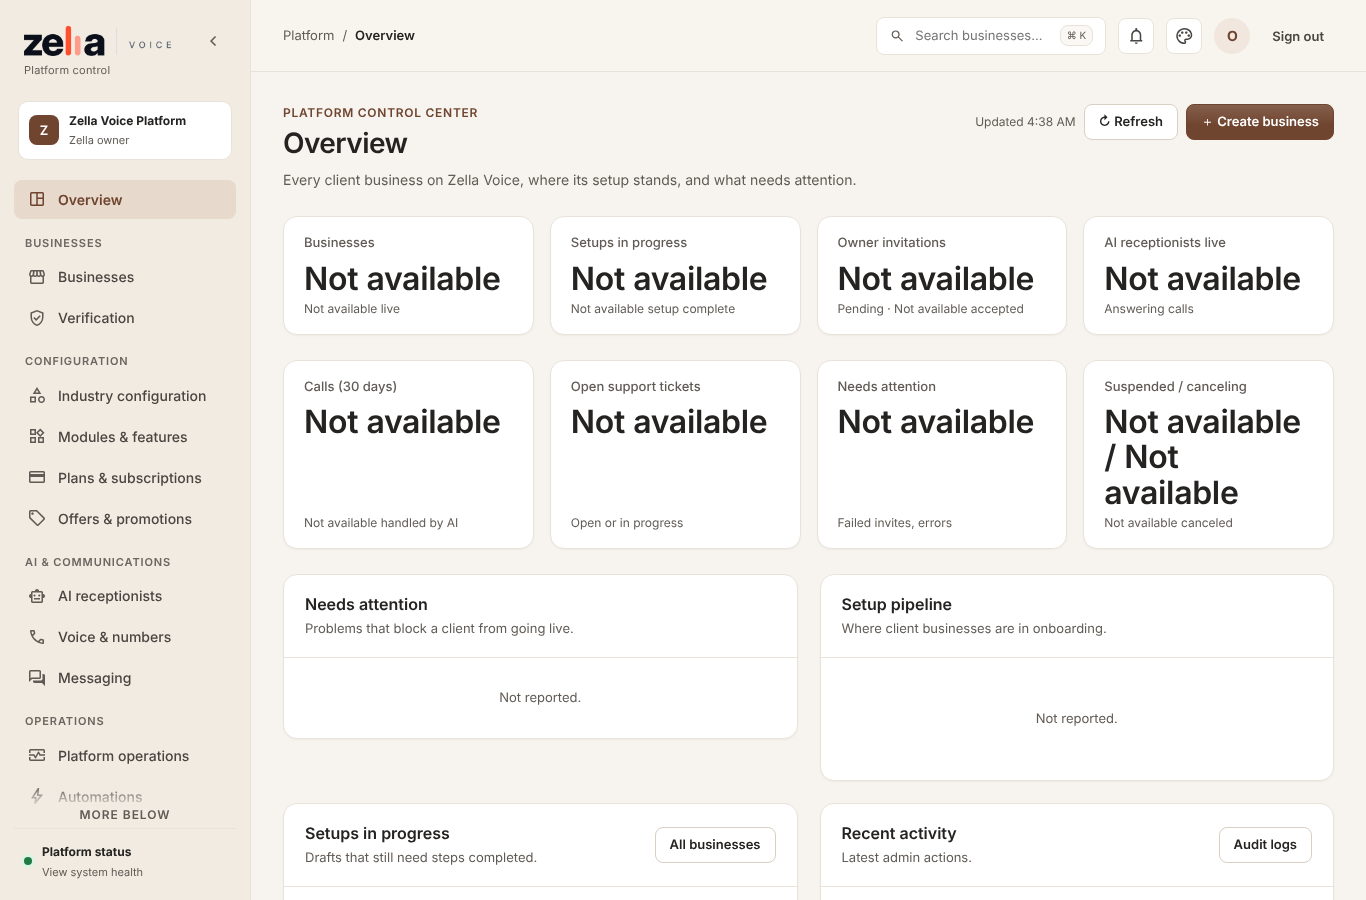 zella VOICE
Platform control
Z
Zella Voice Platform
Zella owner
Overview
BUSINESSES
Businesses
Verification
CONFIGURATION
Industry configuration
Modules & features
Plans & subscriptions
Offers & promotions
AI & COMMUNICATIONS
AI receptionists
Voice & numbers
Messaging
OPERATIONS
Platform operations
Automations
MORE BELOW
Platform status
View system health
Platform / Overview
Search businesses... ⌘ K
O
Sign out
PLATFORM CONTROL CENTER
Overview
Every client business on Zella Voice, where its setup stands, and what needs attention.
Updated 4:38 AM
↻ Refresh
+ Create business
Businesses
Not available
Not available live
Setups in progress
Not available
Not available setup complete
Owner invitations
Not available
Pending · Not available accepted
AI receptionists live
Not available
Answering calls
Calls (30 days)
Not available
Not available handled by AI
Open support tickets
Not available
Open or in progress
Needs attention
Not available
Failed invites, errors
Suspended / canceling
Not available
/ Not
available
Not available canceled
Needs attention
Problems that block a client from going live.
Not reported.
Setup pipeline
Where client businesses are in onboarding.
Not reported.
Setups in progress
Drafts that still need steps completed.
All businesses
Recent activity
Latest admin actions.
Audit logs